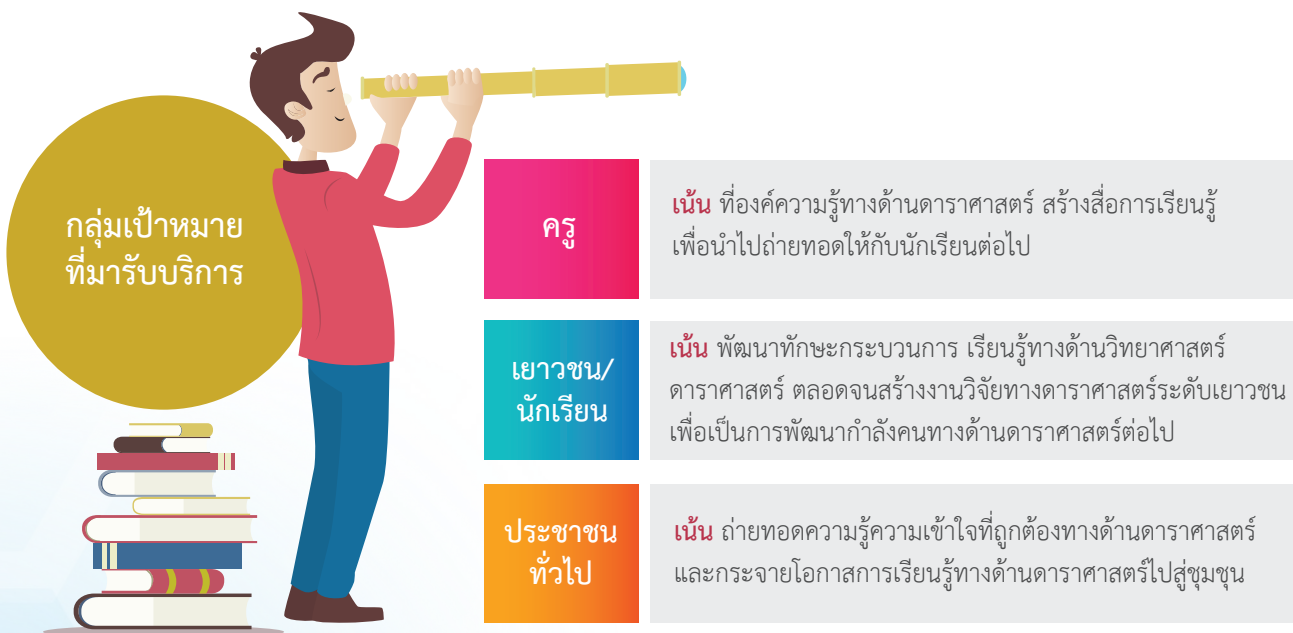 กลุ่มเป้าหมาย
ที่มารับบริการ
ครู
เน้น ที่องค์ความรู้ทางด้านดาราศาสตร์ สร้างสื่อการเรียนรู้
เพื่อนำไปถ่ายทอดให้กับนักเรียนต่อไป
เยาวชน/
นักเรียน
เน้น พัฒนาทักษะกระบวนการ เรียนรู้ทางด้านวิทยาศาสตร์
ดาราศาสตร์ ตลอดจนสร้างงานวิจัยทางดาราศาสตร์ระดับเยาวชน
เพื่อเป็นการพัฒนากำลังคนทางด้านดาราศาสตร์ต่อไป
ประชาชน
ทั่วไป
เน้น ถ่ายทอดความรู้ความเข้าใจที่ถูกต้องทางด้านดาราศาสตร์
และกระจายโอกาสการเรียนรู้ทางด้านดาราศาสตร์ไปสู่ชุมชุน